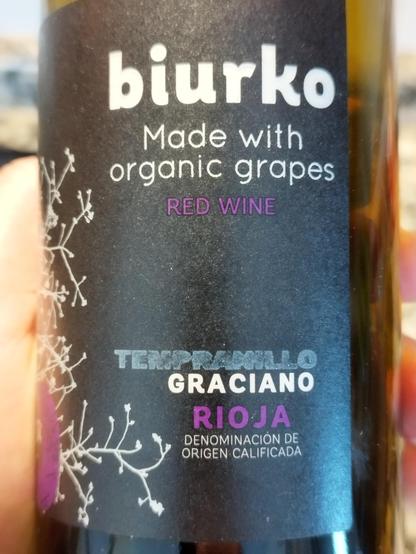 biurko
Made with
organic grapes
RED WINE
TEMPRANILLO
GRACIANO
RIOJA
DENOMINACIÓN DE
ORIGEN CALIFICADA